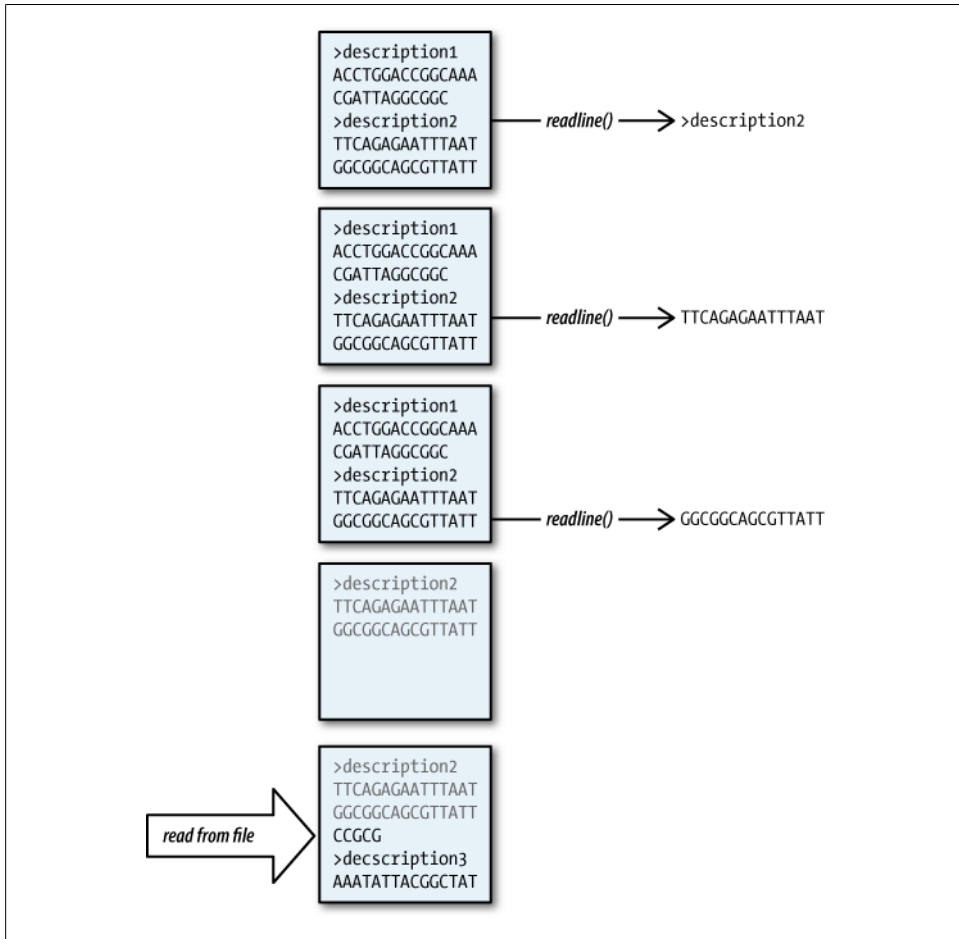 >description1
ACCTGGACCGGCAAA
CGATTAGGCGGC
>description2
TTCAGAGAATTTAAT
GGCGGCAGCGTTATT
readline()
>description2
>description1
ACCTGGACCGGCAAA
CGATTAGGCGGC
>description2
TTCAGAGAATTTAAT
GGCGGCAGCGTTATT
readline()
TTCAGAGAATTTAAT
>description1
ACCTGGACCGGCAAA
CGATTAGGCGGC
>description2
TTCAGAGAATTTAAT
GGCGGCAGCGTTATT
readline()
GGCGGCAGCGTTATT
>description2
TTCAGAGAATTTAAT
GGCGGCAGCGTTATT
read from file
>description2
TTCAGAGAATTTAAT
GGCGGCAGCGTTATT
CCGCG
>decscription3
AAATATTACGGCTAT